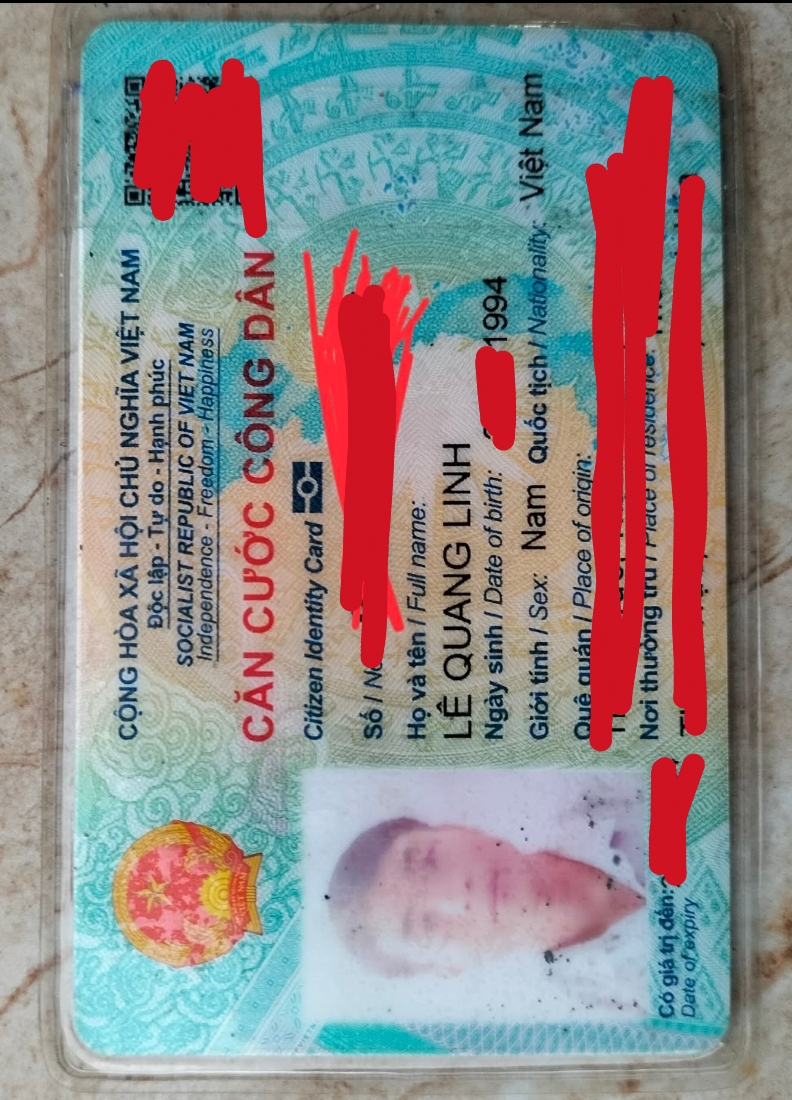 CỘNG HÒA XÃ HỘI CHỦ NGHĨA VIỆT NAM
Độc lập - Tự do - Hạnh phúc
SOCIALIST REPUBLIC OF VIET NAM
Independence - Freedom - Happiness
CĂN CƯỚC CÔNG DÂN
Citizen Identity Card
Số /
Họ và tên / Full name:
LÊ QUANG LINH
Ngày sinh / Date of birth: 1994
Giới tính / Sex: Nam Quốc tịch / Nationality: Việt Nam
Quê quán / Place of origin:
Nơi thường trú / Place of residence:
Có giá trị đến:
Date of expiry